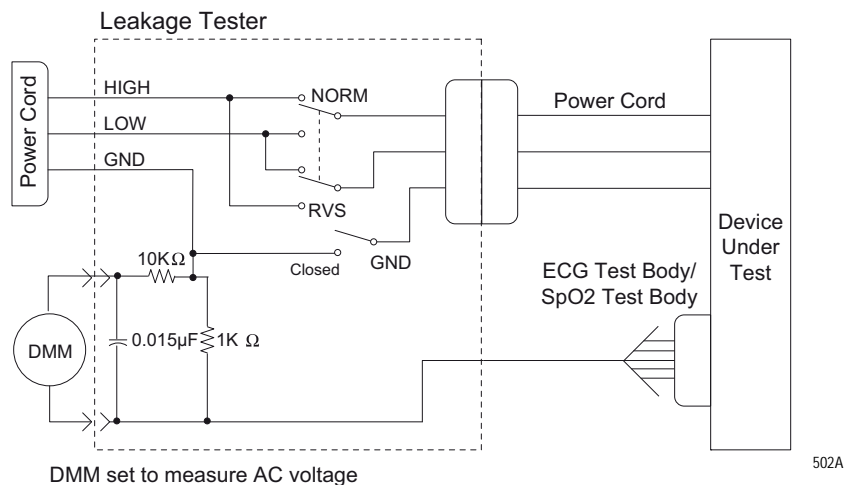 Leakage Tester
Power Cord
HIGH
NORM
LOW
GND
RVS
GND
Closed
Power Cord
Device
Under
Test
ECG Test Body/
SpO2 Test Body
10KΩ
DMM
0.015µF
1K Ω
DMM set to measure AC voltage
502A